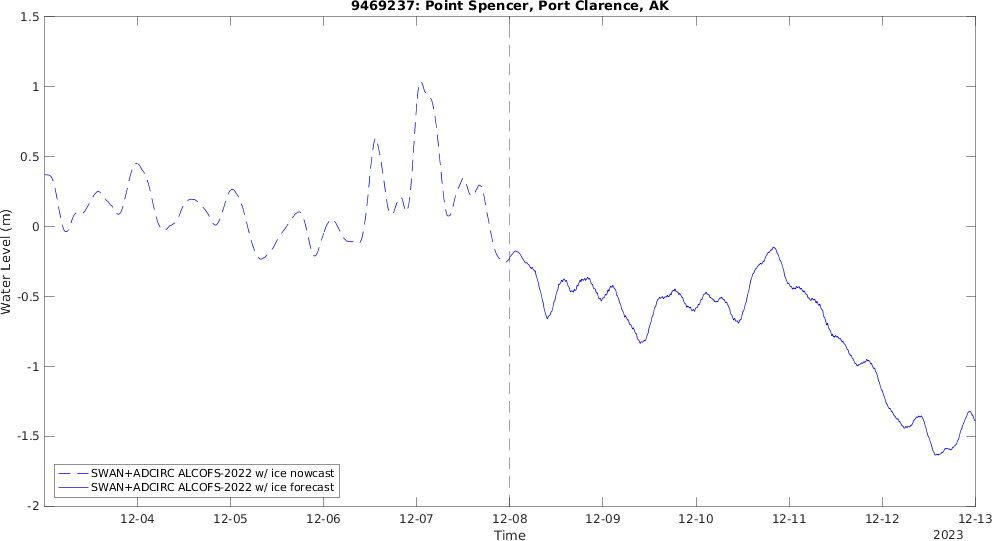 9469237: Point Spencer, Port Clarence, AK
1.5
1
0.5
0
-0.5
-1
-1.5
-2
Water Level (m)
SWAN+ADCIRC ALCOFS-2022 w/ ice nowcast
SWAN+ADCIRC ALCOFS-2022 w/ ice forecast
12-04 12-05 12-06 12-07 12-08 12-09 12-10 12-11 12-12 12-13
Time
2023